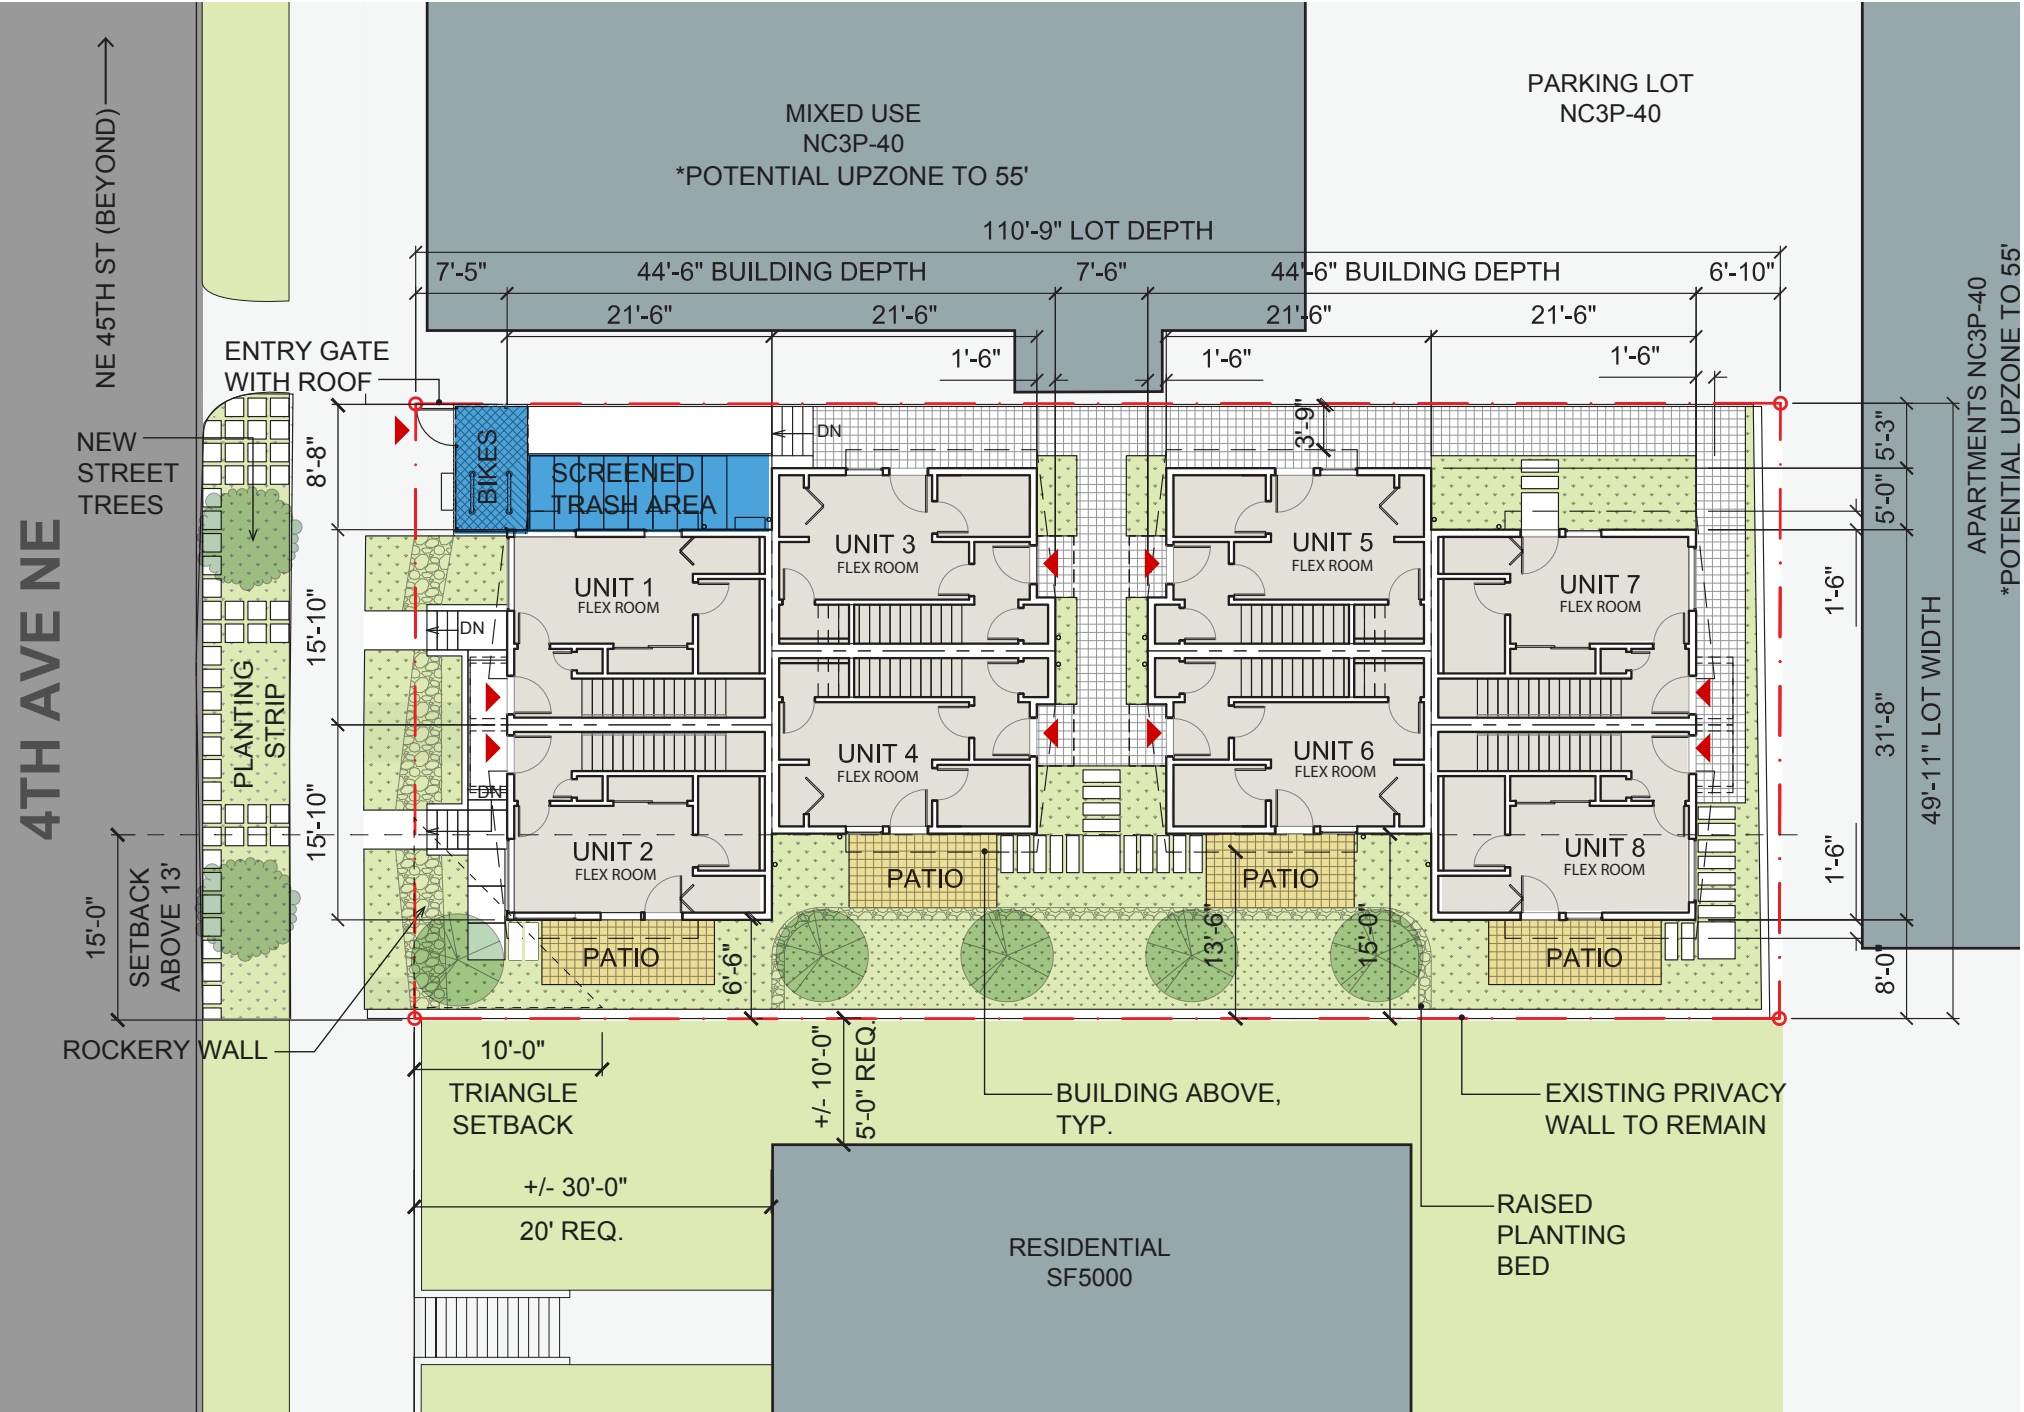 4TH AVE NE
NE 45TH ST (BEYOND)
MIXED USE
NC3P-40
*POTENTIAL UPZONE TO 55'
PARKING LOT
NC3P-40
APARTMENTS NC3P-40
*POTENTIAL UPZONE TO 55'
110'-9" LOT DEPTH
7'-5"
44'-6" BUILDING DEPTH
7'-6"
44'-6" BUILDING DEPTH
6'-10"
21'-6"
21'-6"
21'-6"
21'-6"
1'-6"
1'-6"
1'-6"
ENTRY GATE
WITH ROOF
NEW
STREET
TREES
8'-8"
BIKES
SCREENED
TRASH AREA
DN
3'-9"
5'-3"
5'-0"
UNIT 1
FLEX ROOM
UNIT 3
FLEX ROOM
UNIT 5
FLEX ROOM
UNIT 7
FLEX ROOM
15'-10"
DN
1'-6"
49'-11" LOT WIDTH
31'-8"
PLANTING
STRIP
DN
15'-10"
UNIT 2
FLEX ROOM
UNIT 4
FLEX ROOM
UNIT 6
FLEX ROOM
UNIT 8
FLEX ROOM
1'-6"
15'-0"
SETBACK
ABOVE 13'
PATIO
PATIO
PATIO
PATIO
6'-6"
13'-6"
15'-0"
8'-0"
ROCKERY WALL
10'-0"
TRIANGLE
SETBACK
+/- 10'-0"
5'-0" REQ.
BUILDING ABOVE,
TYP.
EXISTING PRIVACY
WALL TO REMAIN
+/- 30'-0"
20' REQ.
RESIDENTIAL
SF5000
RAISED
PLANTING
BED